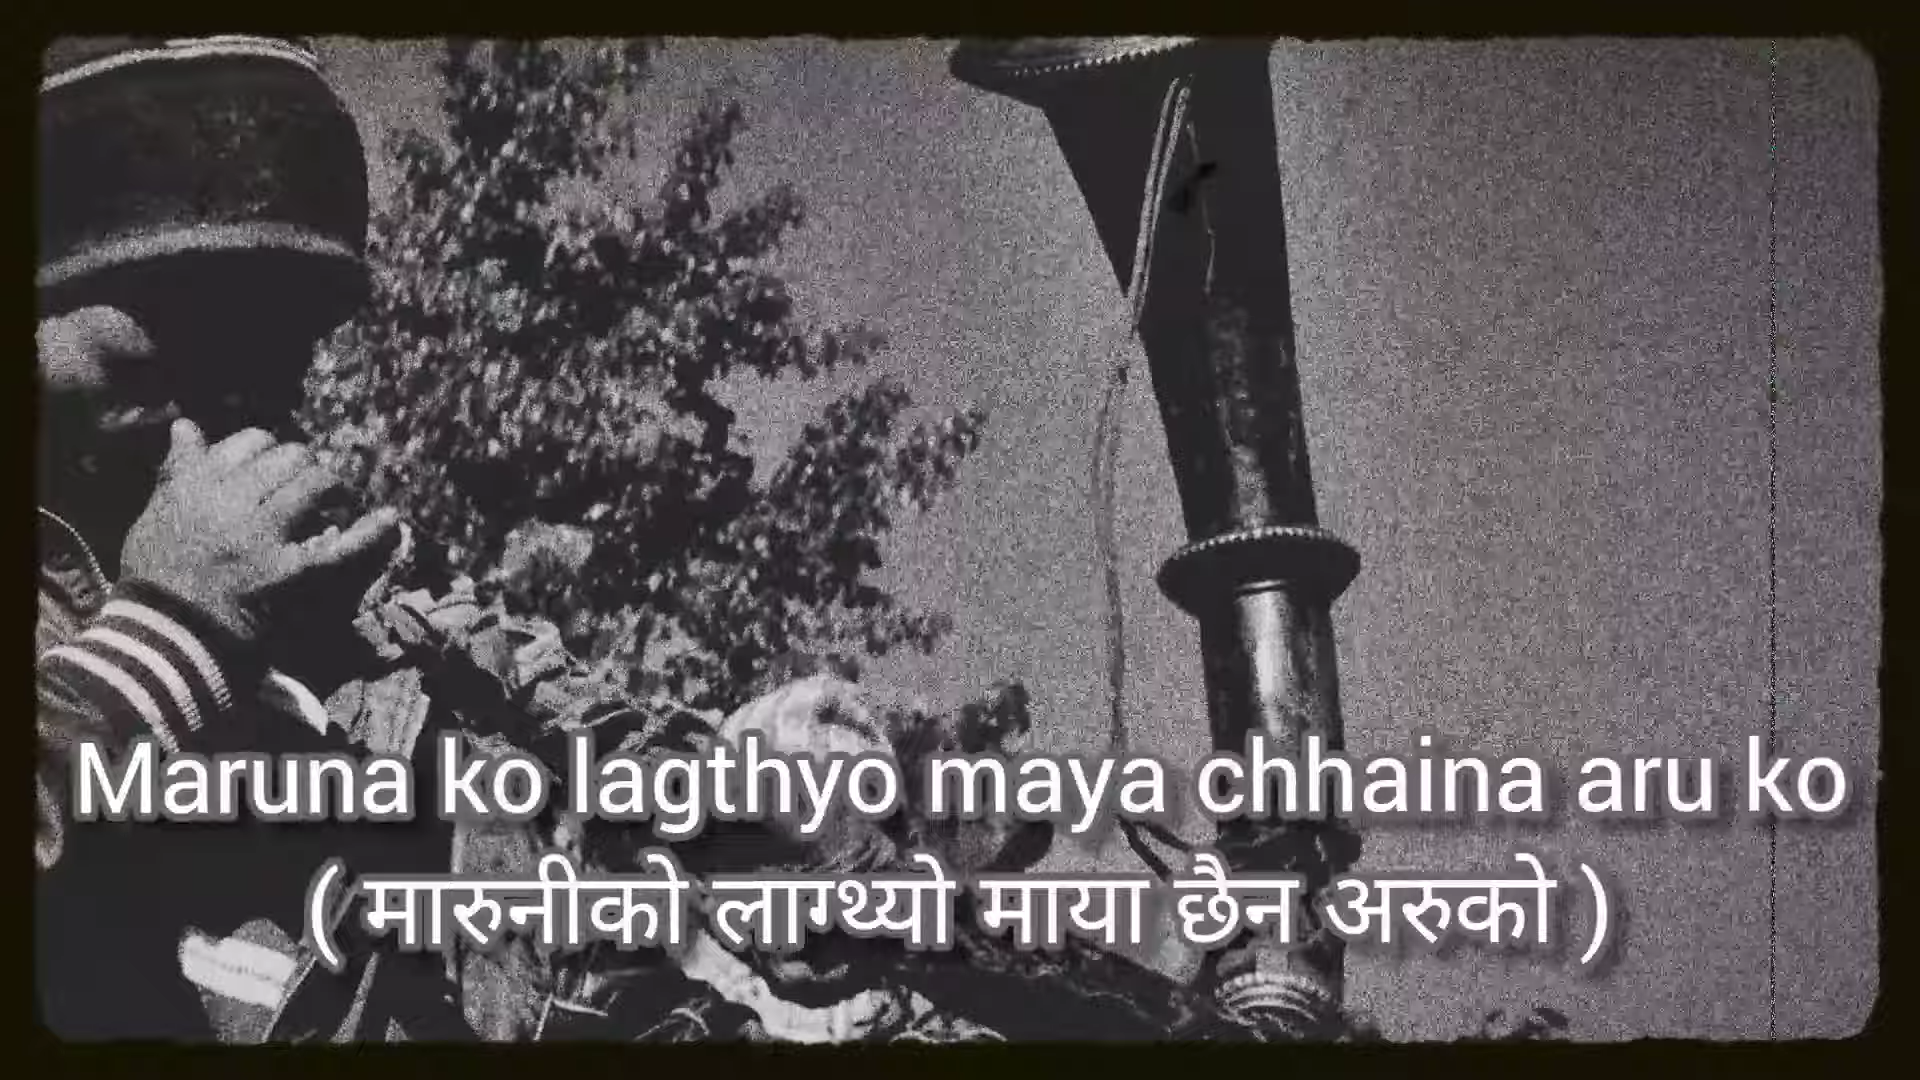 Maruna ko lagthyo maya chhaina aru ko
( मारुनीको लाग्थ्यो माया छैन अरुको )